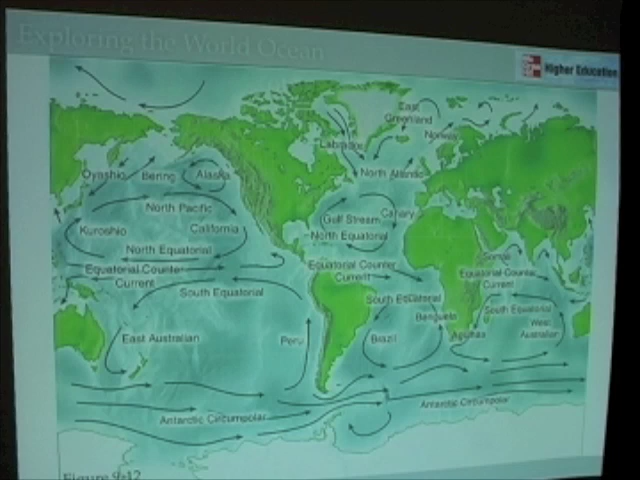 Exploring the World Ocean
Higher Education
East
Greenland
Norway
Labrador
North Atlantic
Oyashio
Bering
Alaska
North Pacific
Gulf Stream
Canary
Kuroshio
California
North Equatorial
North Equatorial
Equatorial Counter
Current
Equatorial Counter
Current
Somali
Equatorial Counter
Current
South Equatorial
South Equatorial
South Equatorial
Benguela
West
Australian
East Australian
Peru
Brazil
Agulhas
Antarctic Circumpolar
Antarctic Circumpolar
Figure 9-12